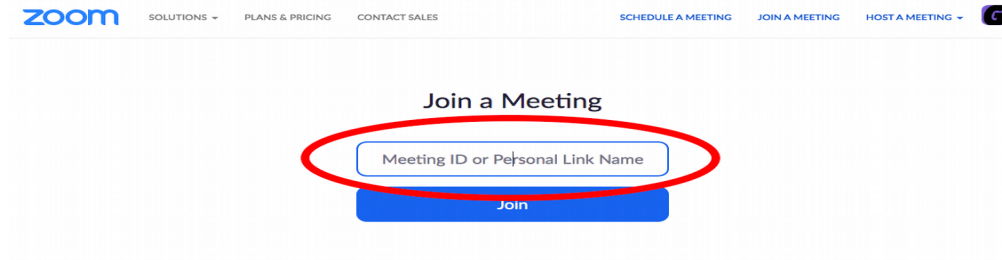 zoom SOLUTIONS PLANS & PRICING CONTACT SALES SCHEDULE A MEETING JOIN A MEETING HOST A MEETING
Join a Meeting
Meeting ID or Personal Link Name
Join